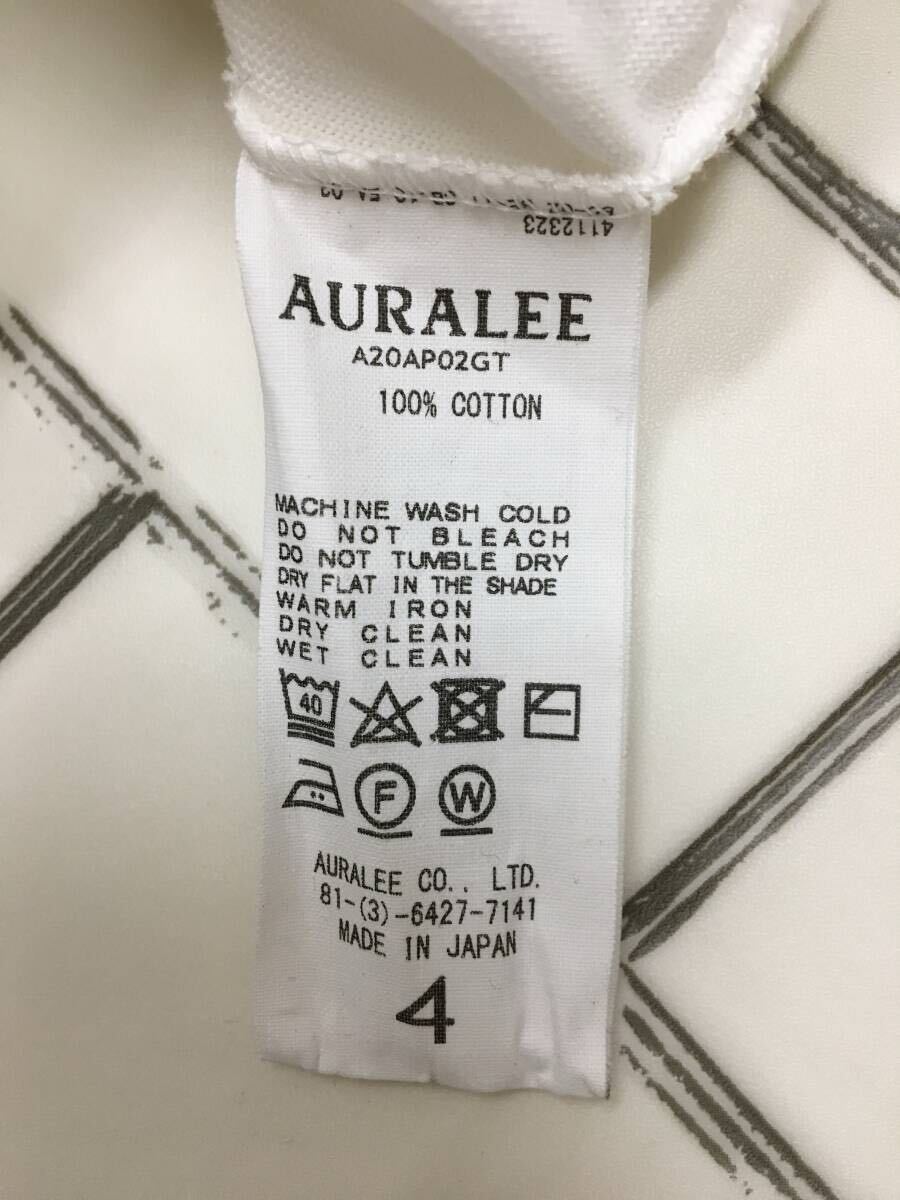 4112323
AURALEE
A20AP02GT
100% COTTON
MACHINE WASH COLD
DO NOT BLEACH
DO NOT TUMBLE DRY
DRY FLAT IN THE SHADE
WARM IRON
DRY CLEAN
WET CLEAN
40
F W
AURALEE CO., LTD.
81-(3)-6427-7141
MADE IN JAPAN
4